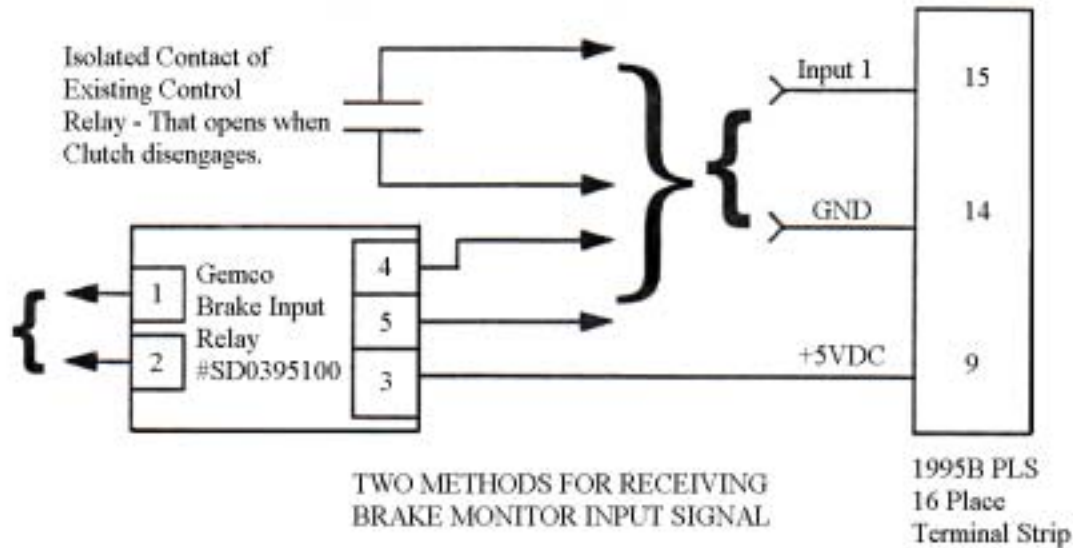 Isolated Contact of
Existing Control
Relay - That opens when
Clutch disengages.
Input 1
15
GND
14
+5VDC
9
1
2
Gemco
Brake Input
Relay
#SD0395100
4
5
3
TWO METHODS FOR RECEIVING
BRAKE MONITOR INPUT SIGNAL
1995B PLS
16 Place
Terminal Strip